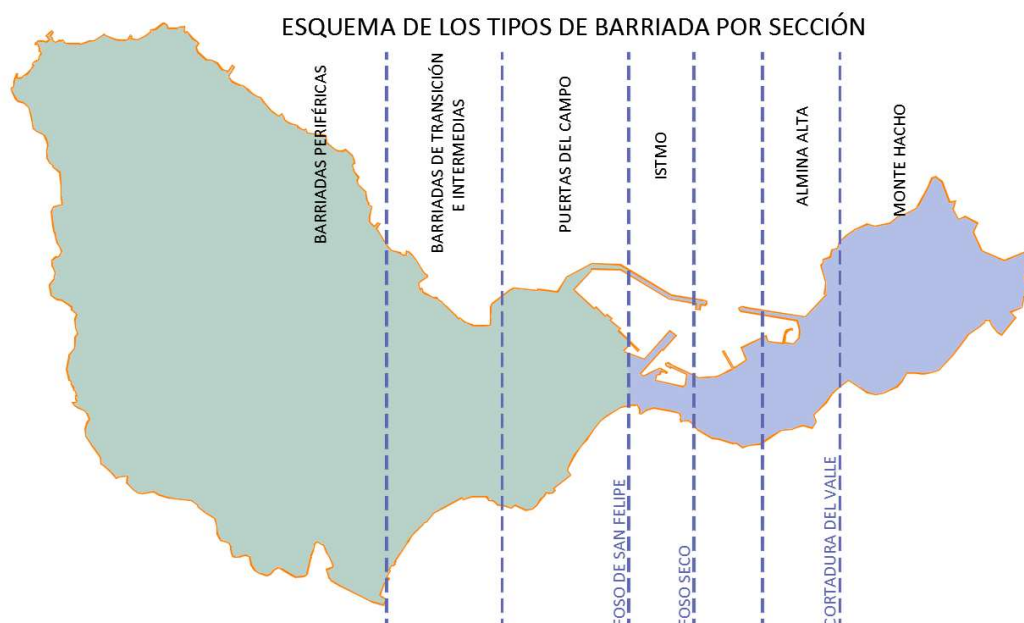 ESQUEMA DE LOS TIPOS DE BARRIADA POR SECCIÓN
BARRIADAS PERIFÉRICAS
BARRIADAS DE TRANSICIÓN
E INTERMEDIAS
PUERTAS DEL CAMPO
ISTMO
ALMINA ALTA
MONTE HACHO
FOSO DE SAN FELIPE
FOSO SECO
CORTADURA DEL VALLE